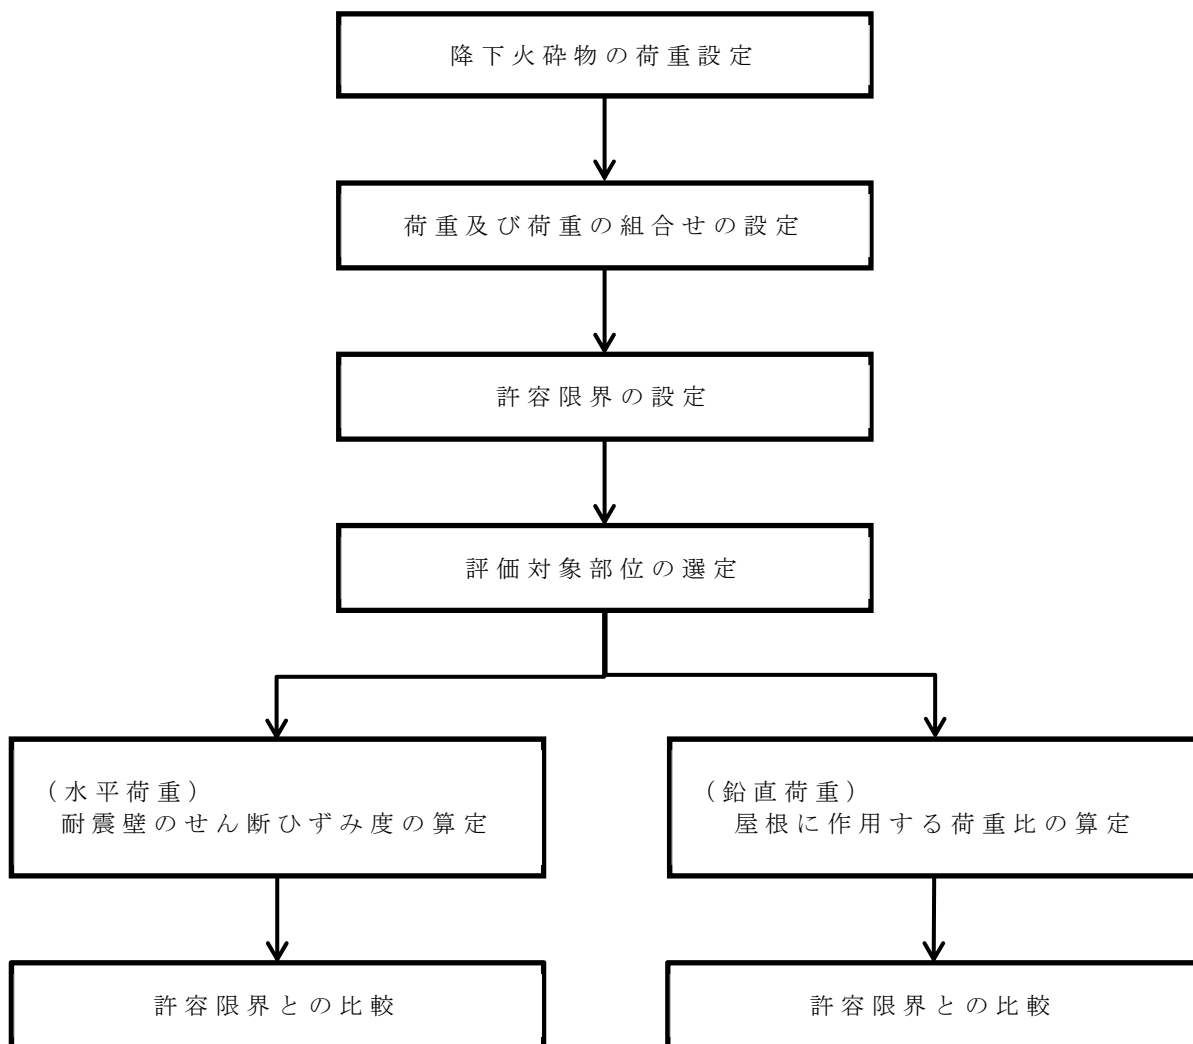 降下火砕物の荷重設定
荷重及び荷重の組合せの設定
許容限界の設定
評価対象部位の選定
（水平荷重）
耐震壁のせん断ひずみ度の算定
（鉛直荷重）
屋根に作用する荷重比の算定
許容限界との比較
許容限界との比較